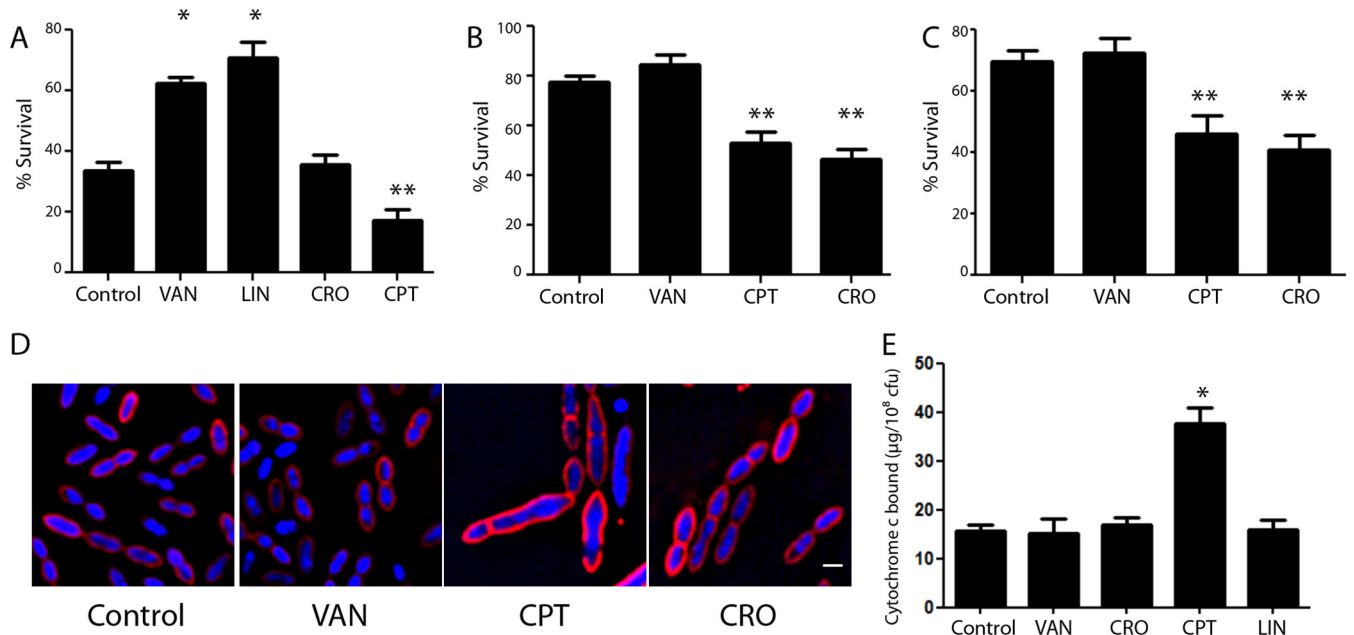 A
% Survival
80
60
40
20
0
* *
**
Control VAN LIN CRO CPT
B
% Survival
100
80
60
40
20
0
** **
Control VAN CPT CRO
C
% Survival
80
60
40
20
0
** **
Control VAN CPT CRO
D
Control VAN CPT CRO
E
Cytochrome c bound (µg/10⁸ cfu)
50
40
30
20
10
0
*
Control VAN CRO CPT LIN